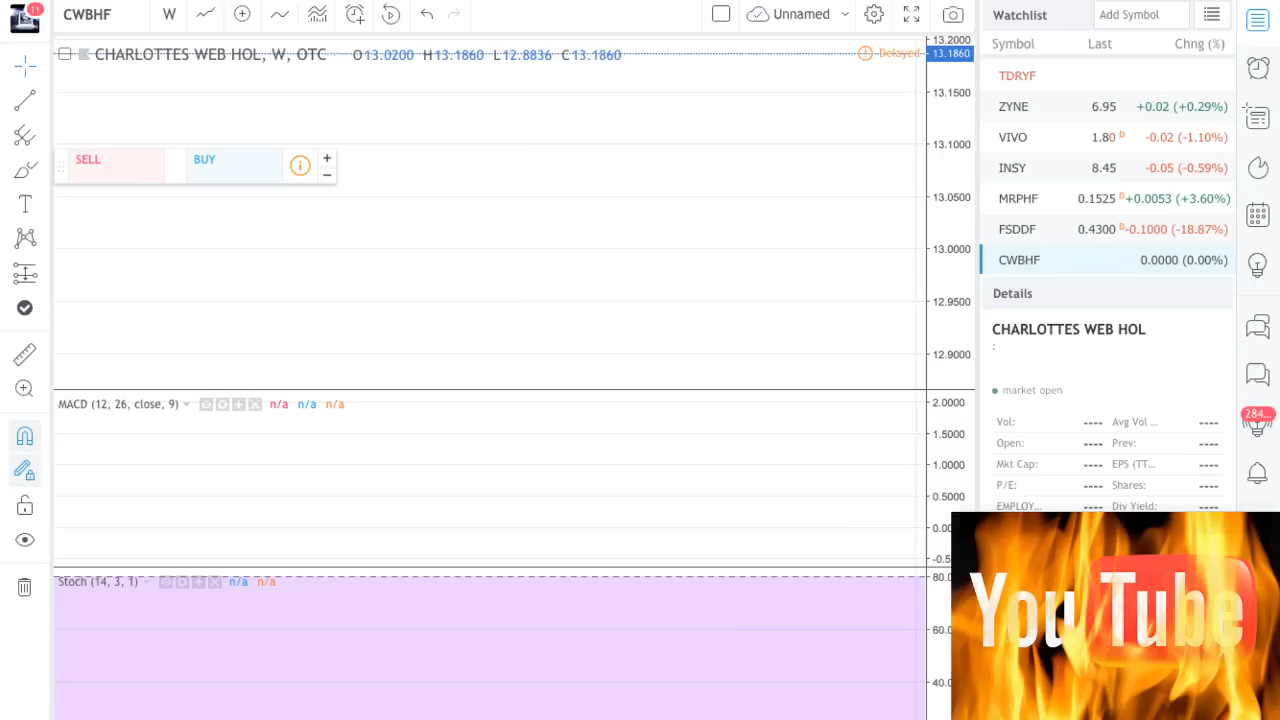 11
CWBHF W Unnamed
CHARLOTTES WEB HOL, W, OTC O13.0200 H13.1860 L12.8836 C13.1860 Delayed
SELL BUY
+
−
13.2000
13.1860
13.1500
13.1000
13.0500
13.0000
12.9500
12.9000
MACD (12, 26, close, 9) n/a n/a n/a
2.0000
1.5000
1.0000
0.5000
0.00
-0.5
Stoch (14, 3, 1) n/a n/a
80.0
60.0
40.0
Watchlist Add Symbol
Symbol Last Chng (%)
TDRYF
ZYNE 6.95 +0.02 (+0.29%)
VIVO 1.80 D -0.02 (-1.10%)
INSY 8.45 -0.05 (-0.59%)
MRPHF 0.1525 D +0.0053 (+3.60%)
FSDDF 0.4300 D -0.1000 (-18.87%)
CWBHF 0.0000 (0.00%)
Details
CHARLOTTES WEB HOL
:
market open
Vol: ---- Avg Vol ... ----
Open: ---- Prev: ----
Mkt Cap: ---- EPS (TT... ----
P/E: ---- Shares: ----
EMPLOY... ---- Div Yield: ----
284...
You Tube